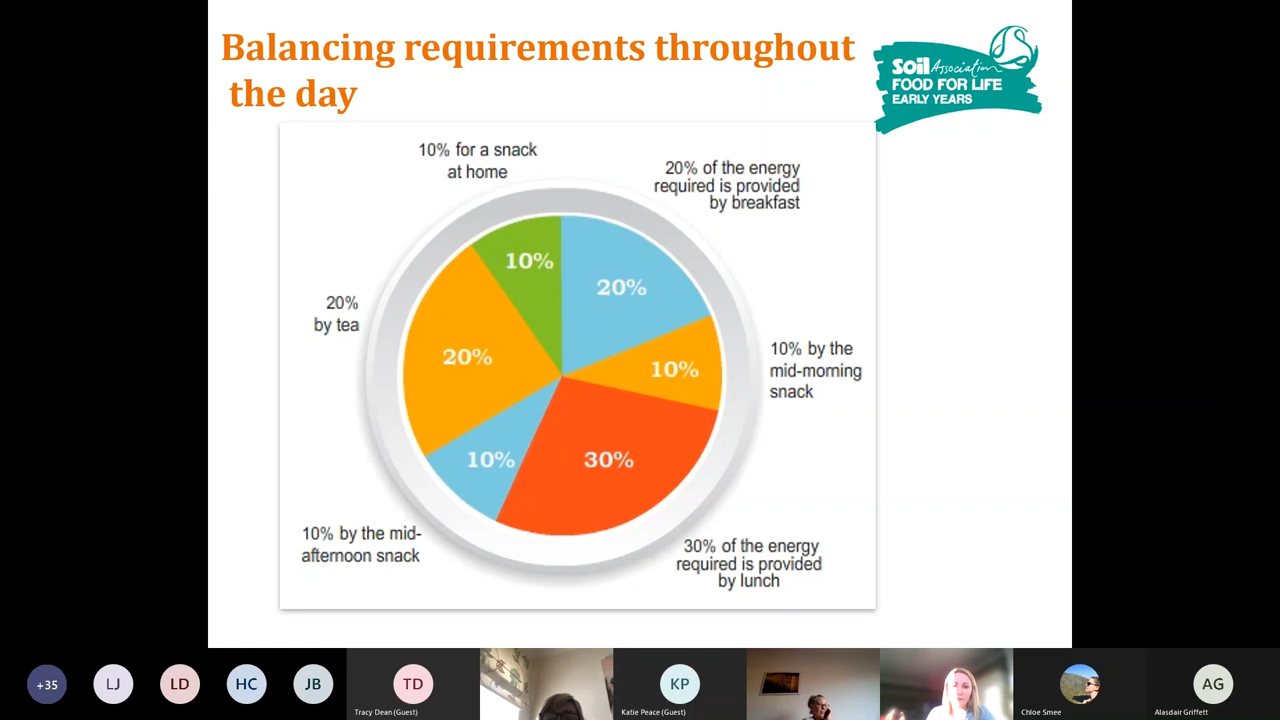 Balancing requirements throughout
the day
soil Association
FOOD FOR LIFE
EARLY YEARS
10% for a snack
at home
20% of the energy
required is provided
by breakfast
10%
20%
20%
by tea
20%
10%
10% by the
mid-morning
snack
10%
30%
10% by the mid-
afternoon snack
30% of the energy
required is provided
by lunch
+35
LJ
LD
HC
JB
TD
KP
AG
Tracy Dean (Guest)
Katie Peace (Guest)
Chloe Smee
Alasdair Griffett